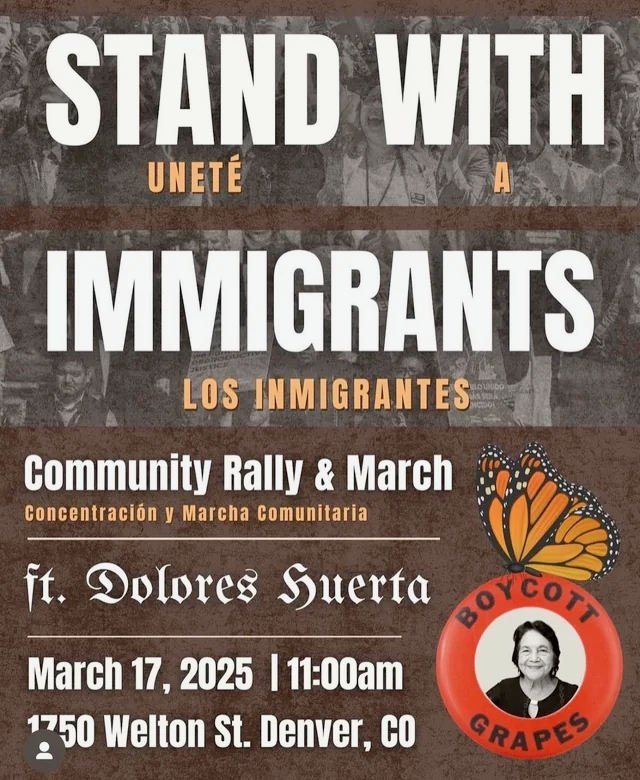 STAND WITH
UNETÉ A
IMMIGRANTS
LOS INMIGRANTES
Community Rally & March
Concentración y Marcha Comunitaria
ft. Dolores Huerta
March 17, 2025 | 11:00am
1750 Welton St. Denver, CO
BOYCOTT
GRAPES